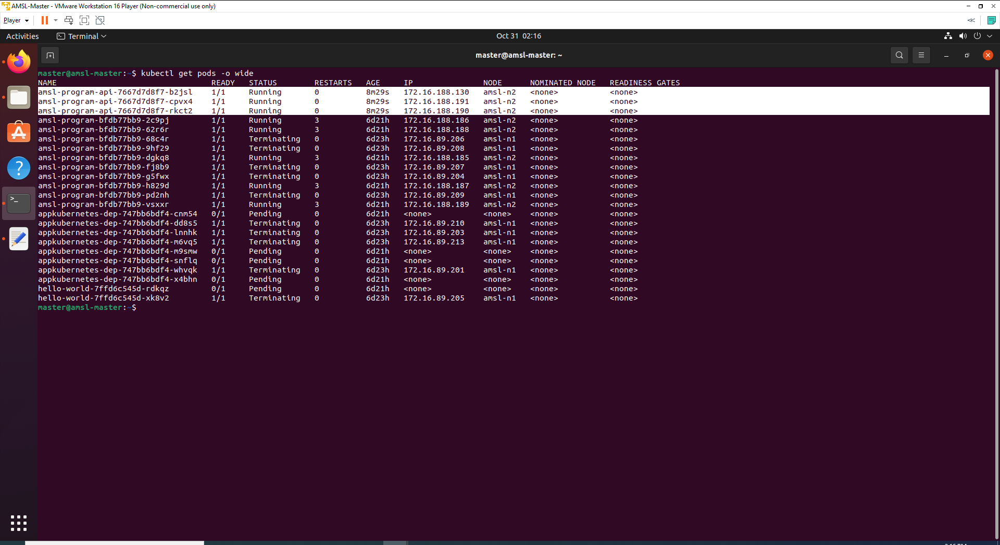 AMSL-Master - VMware Workstation 16 Player (Non-commercial use only)
Player
Activities Terminal Oct 31 02:16
master@amsl-master: ~
master@amsl-master:~$ kubectl get pods -o wide
NAME READY STATUS RESTARTS AGE IP NODE NOMINATED NODE READINESS GATES
amsl-program-api-7667d7d8f7-b2jsl 1/1 Running 0 8m29s 172.16.188.130 amsl-n2 <none> <none>
amsl-program-api-7667d7d8f7-cpvx4 1/1 Running 0 8m29s 172.16.188.191 amsl-n2 <none> <none>
amsl-program-api-7667d7d8f7-rkct2 1/1 Running 0 8m29s 172.16.188.190 amsl-n2 <none> <none>
amsl-program-bfdb77bb9-2c9pj 1/1 Running 3 6d21h 172.16.188.186 amsl-n2 <none> <none>
amsl-program-bfdb77bb9-62r6r 1/1 Running 3 6d21h 172.16.188.188 amsl-n2 <none> <none>
amsl-program-bfdb77bb9-68c4r 1/1 Terminating 0 6d23h 172.16.89.206 amsl-n1 <none> <none>
amsl-program-bfdb77bb9-9hf29 1/1 Terminating 0 6d23h 172.16.89.208 amsl-n1 <none> <none>
amsl-program-bfdb77bb9-dgkq8 1/1 Running 3 6d21h 172.16.188.185 amsl-n2 <none> <none>
amsl-program-bfdb77bb9-fj8b9 1/1 Terminating 0 6d23h 172.16.89.207 amsl-n1 <none> <none>
amsl-program-bfdb77bb9-g5fwx 1/1 Terminating 0 6d23h 172.16.89.204 amsl-n1 <none> <none>
amsl-program-bfdb77bb9-h829d 1/1 Running 3 6d21h 172.16.188.187 amsl-n2 <none> <none>
amsl-program-bfdb77bb9-pd2nh 1/1 Terminating 0 6d23h 172.16.89.209 amsl-n1 <none> <none>
amsl-program-bfdb77bb9-vsxxr 1/1 Running 3 6d21h 172.16.188.189 amsl-n2 <none> <none>
appkubernetes-dep-747bb6bdf4-cnm54 0/1 Pending 0 6d21h <none> <none> <none> <none>
appkubernetes-dep-747bb6bdf4-dd8s5 1/1 Terminating 0 6d23h 172.16.89.210 amsl-n1 <none> <none>
appkubernetes-dep-747bb6bdf4-lnnhk 1/1 Terminating 0 6d23h 172.16.89.203 amsl-n1 <none> <none>
appkubernetes-dep-747bb6bdf4-m6vq5 1/1 Terminating 0 6d23h 172.16.89.213 amsl-n1 <none> <none>
appkubernetes-dep-747bb6bdf4-m9smw 0/1 Pending 0 6d21h <none> <none> <none> <none>
appkubernetes-dep-747bb6bdf4-snflq 0/1 Pending 0 6d21h <none> <none> <none> <none>
appkubernetes-dep-747bb6bdf4-whvqk 1/1 Terminating 0 6d23h 172.16.89.201 amsl-n1 <none> <none>
appkubernetes-dep-747bb6bdf4-x4bhn 0/1 Pending 0 6d21h <none> <none> <none> <none>
hello-world-7ffd6c545d-rdkqz 0/1 Pending 0 6d21h <none> <none> <none> <none>
hello-world-7ffd6c545d-xk8v2 1/1 Terminating 0 6d23h 172.16.89.205 amsl-n1 <none> <none>
master@amsl-master:~$